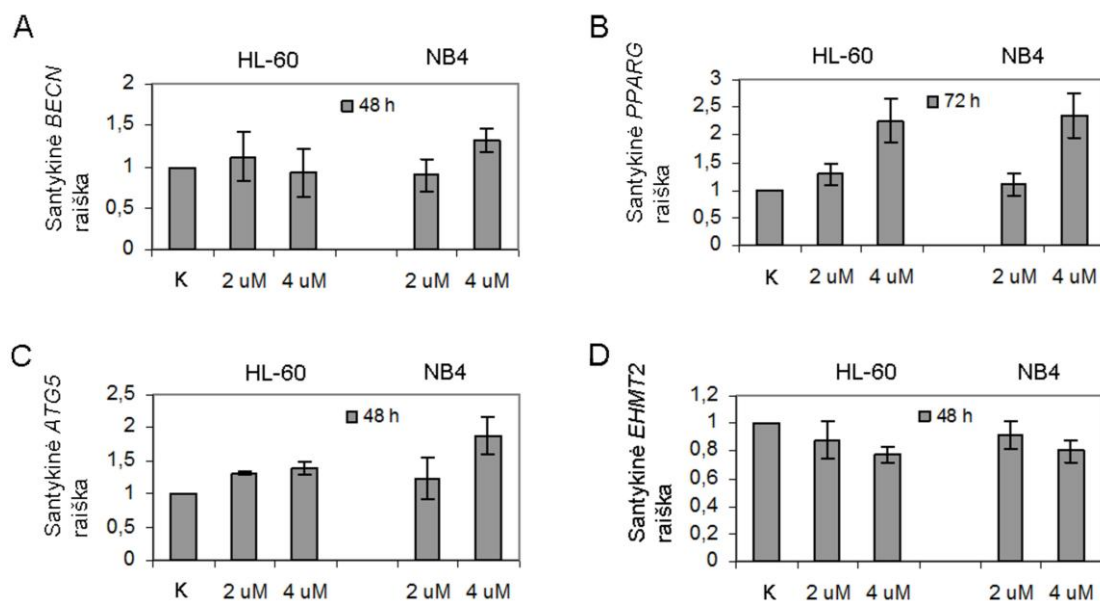 A
HL-60
NB4
Santykinė BECN
raiška
2
1,5
1
0,5
0
48 h
K
2 uM
4 uM
2 uM
4 uM
B
HL-60
NB4
Santykinė PPARG
raiška
3
2,5
2
1,5
1
0,5
0
72 h
K
2 uM
4 uM
2 uM
4 uM
C
HL-60
NB4
Santykinė ATG5
raiška
2,5
2
1,5
1
0,5
0
48 h
K
2 uM
4 uM
2 uM
4 uM
D
HL-60
NB4
Santykinė EHMT2
raiška
1,2
1
0,8
0,6
0,4
0,2
0
48 h
K
2 uM
4 uM
2 uM
4 uM